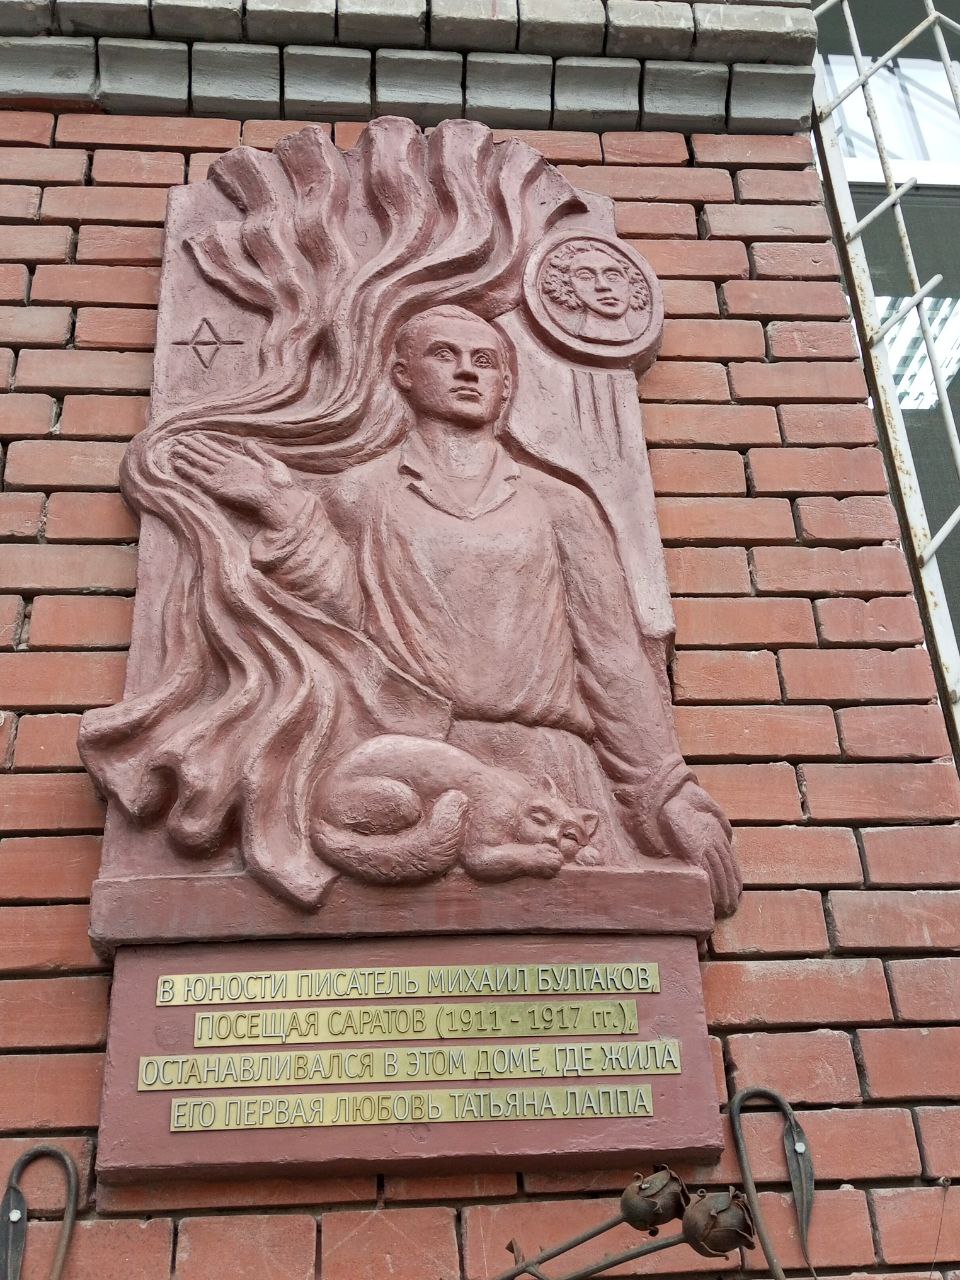 В ЮНОСТИ ПИСАТЕЛЬ МИХАИЛ БУЛГАКОВ
ПОСЕЩАЯ САРАТОВ (1911 - 1917 гг.),
ОСТАНАВЛИВАЛСЯ В ЭТОМ ДОМЕ, ГДЕ ЖИЛА
ЕГО ПЕРВАЯ ЛЮБОВЬ ТАТЬЯНА ЛАППА